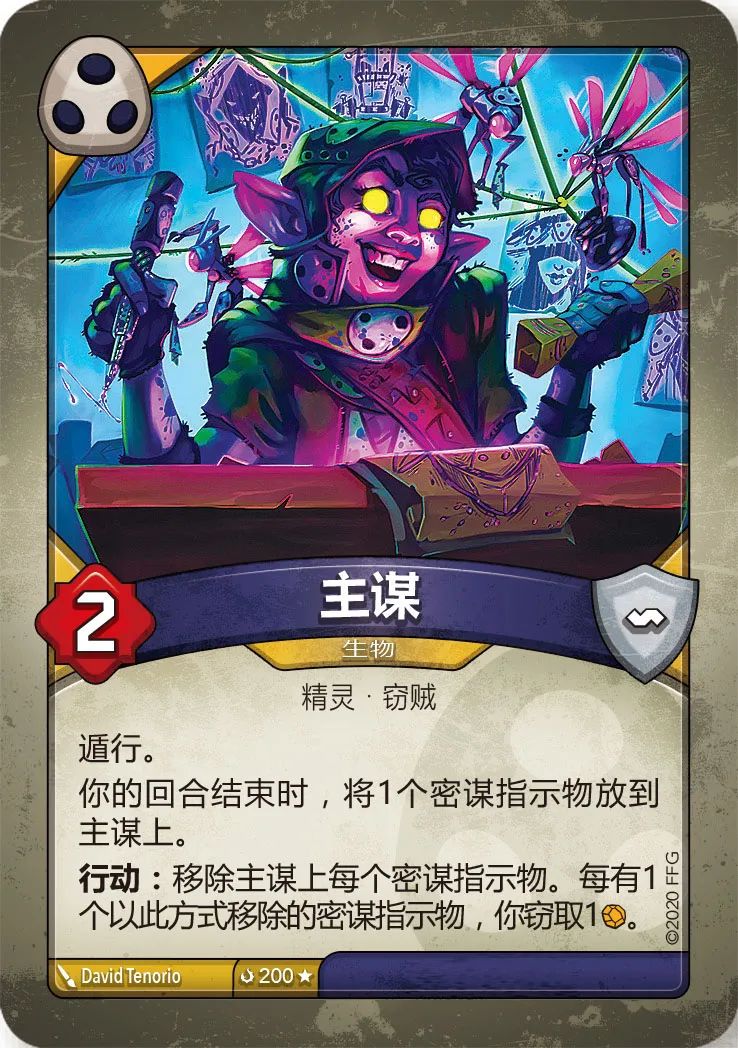 主谋
2
生物
精灵 · 窃贼
遁行。
你的回合结束时，将1个密谋指示物放到
主谋上。
行动：移除主谋上每个密谋指示物。每有1
个以此方式移除的密谋指示物，你窃取1。
©2020 FFG
David Tenorio
200